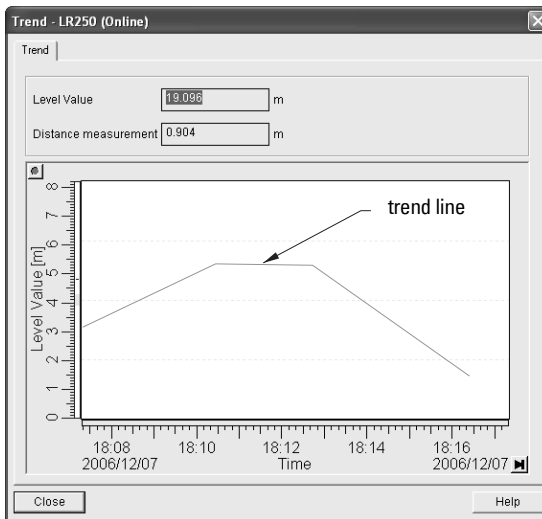 Trend - LR250 (Online)
Trend
Level Value 19.096 m
Distance measurement 0.904 m
trend line
Level Value [m]
8
7
6
5
4
3
2
1
0
18:08 18:10 18:12 18:14 18:16
2006/12/07 Time 2006/12/07
Close Help